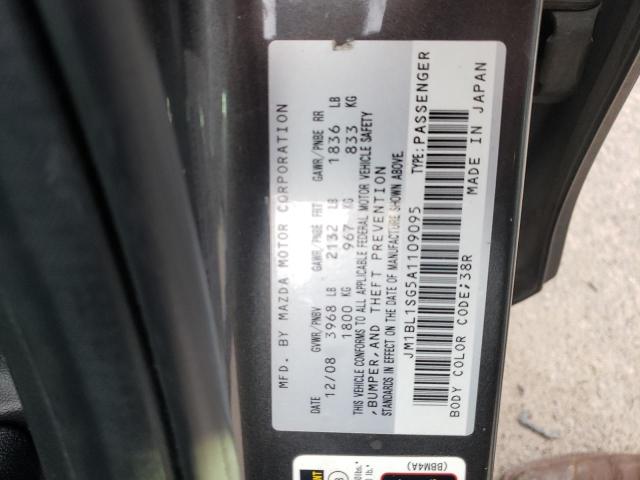 MFD. BY MAZDA MOTOR CORPORATION
DATE GVWR/PNBV GAWR/PNBE FRT GAWR/PNBE RR
12/08 3968 LB 2132 LB 1836 LB
1800 KG 967 KG 833 KG
THIS VEHICLE CONFORMS TO ALL APPLICABLE FEDERAL MOTOR VEHICLE SAFETY
,BUMPER,AND THEFT PREVENTION
STANDARDS IN EFFECT ON THE DATE OF MANUFACTURE SHOWN ABOVE.
JM1BL1SG5A1109095 TYPE:PASSENGER
BODY COLOR CODE;38R MADE IN JAPAN
(BBM4A)